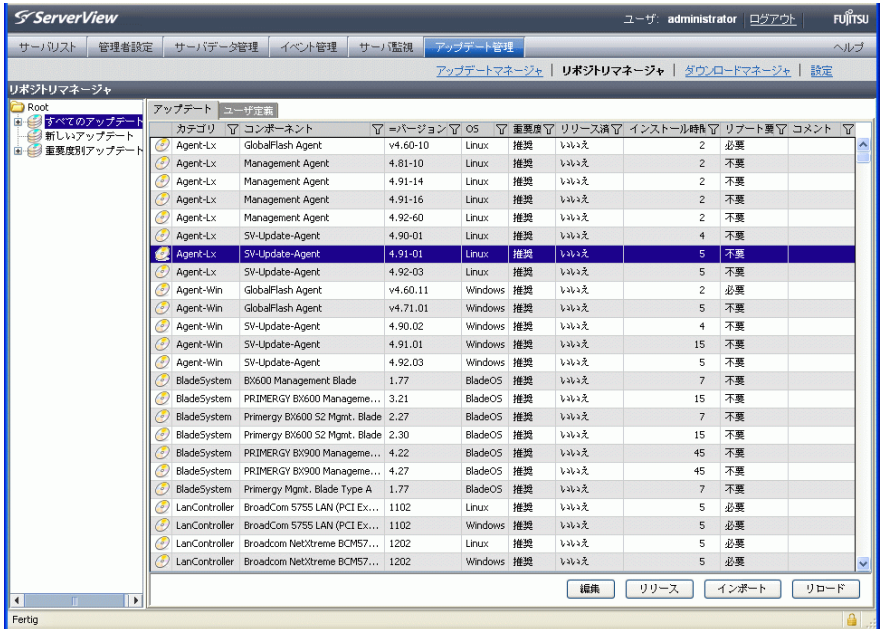 ServerView ユーザ: administrator ログアウト FUJITSU
サーバリスト 管理者設定 サーバデータ管理 イベント管理 サーバ監視 アップデート管理 ヘルプ
アップデートマネージャ | リポジトリマネージャ | ダウンロードマネージャ | 設定
リポジトリマネージャ
Root
すべてのアップデート
新しいアップデート
重要度別アップデート
アップデート ユーザ定義
カテゴリ コンポーネント =バージョン OS 重要度 リリース済 インストール時間 リブート要 コメント
Agent-Lx GlobalFlash Agent v4.60-10 Linux 推奨 いいえ 2 必要
Agent-Lx Management Agent 4.81-10 Linux 推奨 いいえ 2 不要
Agent-Lx Management Agent 4.91-14 Linux 推奨 いいえ 2 不要
Agent-Lx Management Agent 4.91-16 Linux 推奨 いいえ 2 不要
Agent-Lx Management Agent 4.92-60 Linux 推奨 いいえ 2 不要
Agent-Lx SV-Update-Agent 4.90-01 Linux 推奨 いいえ 4 不要
Agent-Lx SV-Update-Agent 4.91-01 Linux 推奨 いいえ 5 不要
Agent-Lx SV-Update-Agent 4.92-03 Linux 推奨 いいえ 5 不要
Agent-Win GlobalFlash Agent v4.60.11 Windows 推奨 いいえ 2 必要
Agent-Win GlobalFlash Agent v4.71.01 Windows 推奨 いいえ 5 不要
Agent-Win SV-Update-Agent 4.90.02 Windows 推奨 いいえ 4 不要
Agent-Win SV-Update-Agent 4.91.01 Windows 推奨 いいえ 15 不要
Agent-Win SV-Update-Agent 4.92.03 Windows 推奨 いいえ 5 不要
BladeSystem BX600 Management Blade 1.77 BladeOS 推奨 いいえ 7 不要
BladeSystem PRIMERGY BX600 Manageme... 3.21 BladeOS 推奨 いいえ 15 不要
BladeSystem Primergy BX600 S2 Mgmt. Blade 2.27 BladeOS 推奨 いいえ 7 不要
BladeSystem Primergy BX600 S2 Mgmt. Blade 2.30 BladeOS 推奨 いいえ 15 不要
BladeSystem PRIMERGY BX900 Manageme... 4.22 BladeOS 推奨 いいえ 45 不要
BladeSystem PRIMERGY BX900 Manageme... 4.27 BladeOS 推奨 いいえ 45 不要
BladeSystem Primergy Mgmt. Blade Type A 1.77 BladeOS 推奨 いいえ 7 不要
LanController BroadCom 5755 LAN (PCI Ex... 1102 Linux 推奨 いいえ 5 必要
LanController BroadCom 5755 LAN (PCI Ex... 1102 Windows 推奨 いいえ 5 必要
LanController Broadcom NetXtreme BCM57... 1202 Linux 推奨 いいえ 5 必要
LanController Broadcom NetXtreme BCM57... 1202 Windows 推奨 いいえ 5 必要
編集 リリース インポート リロード
Fertig